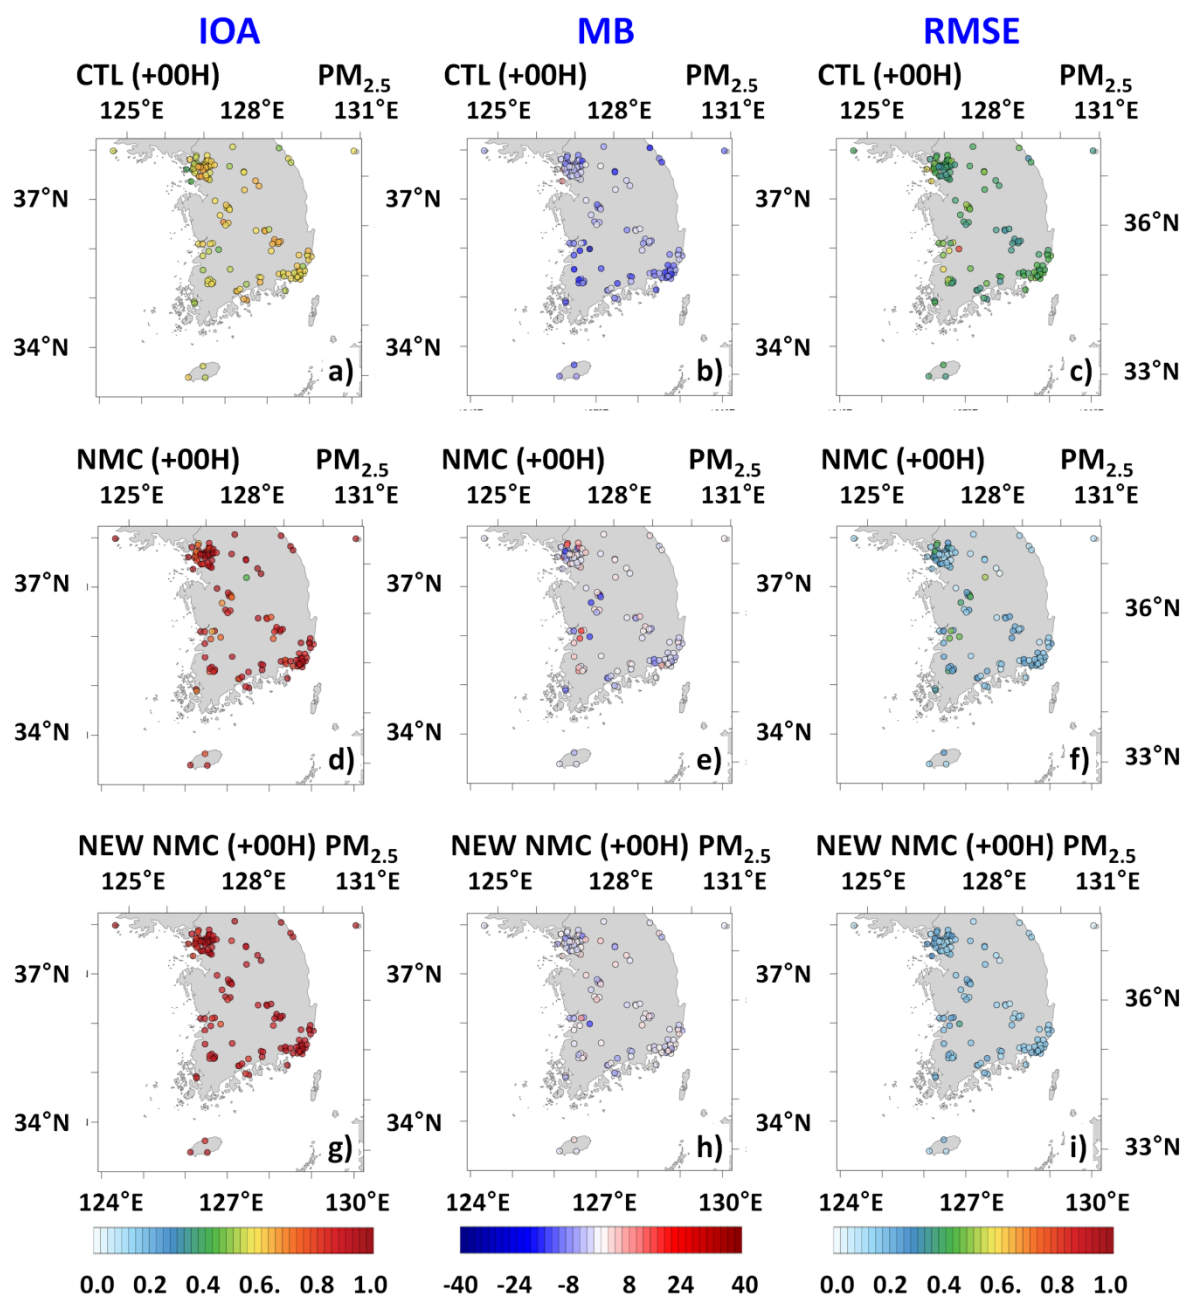 IOA MB RMSE
CTL (+00H) PM2.5 CTL (+00H) PM2.5 CTL (+00H) PM2.5
125°E 128°E 131°E 125°E 128°E 131°E 125°E 128°E 131°E
37°N 37°N 36°N
34°N 34°N 33°N
a) b) c)
NMC (+00H) PM2.5 NMC (+00H) PM2.5 NMC (+00H) PM2.5
125°E 128°E 131°E 125°E 128°E 131°E 125°E 128°E 131°E
37°N 37°N 36°N
34°N 34°N 33°N
d) e) f)
NEW NMC (+00H) PM2.5 NEW NMC (+00H) PM2.5 NEW NMC (+00H) PM2.5
125°E 128°E 131°E 125°E 128°E 131°E 125°E 128°E 131°E
37°N 37°N 36°N
34°N 34°N 33°N
g) h) i)
124°E 127°E 130°E 124°E 127°E 130°E 124°E 127°E 130°E
0.0 0.2 0.4. 0.6. 0.8. 1.0 -40 -24 -8 8 24 40 0.0 0.2 0.4. 0.6. 0.8. 1.0